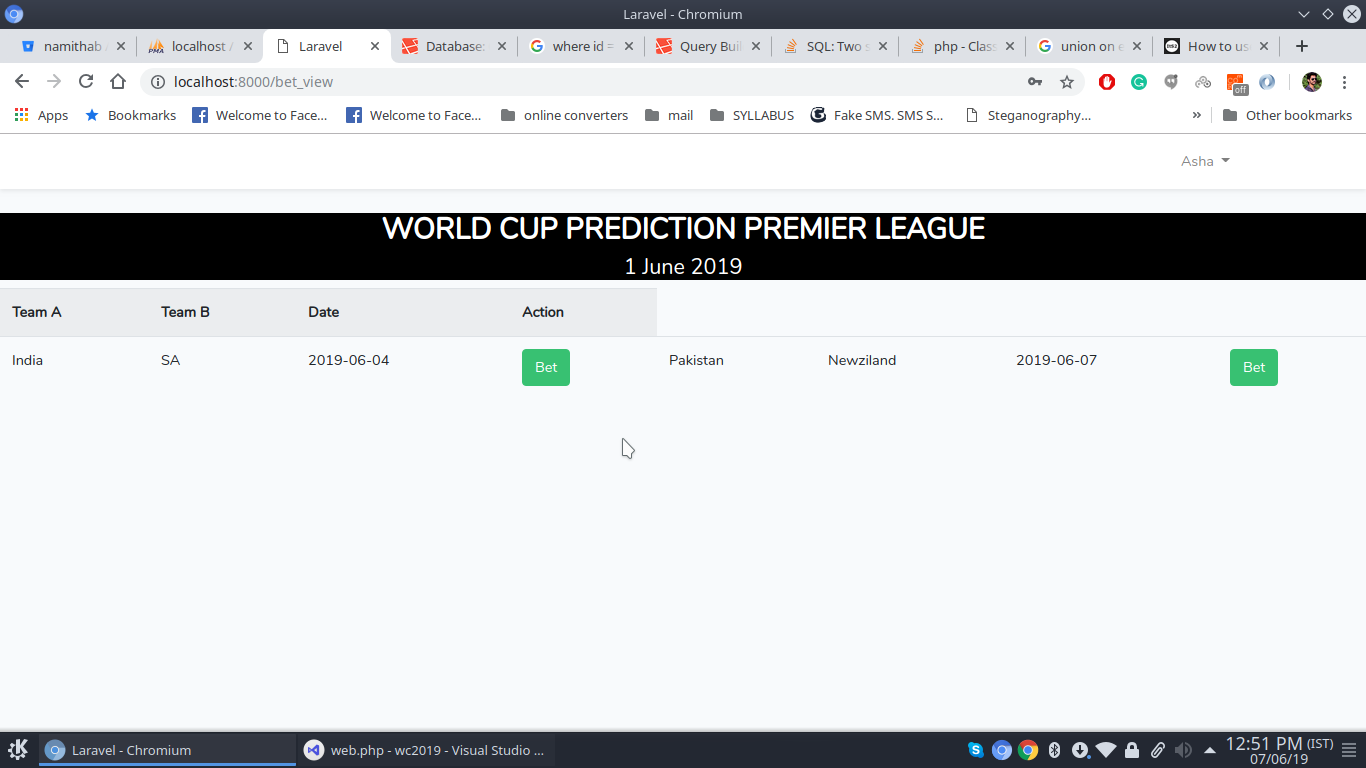 Laravel - Chromium
namithab / localhost / Laravel Database: where id = Query Buil SQL: Two s php - Class union on e How to us
localhost:8000/bet_view
off
Apps Bookmarks Welcome to Face... Welcome to Face... online converters mail SYLLABUS Fake SMS. SMS S... Steganography... » Other bookmarks
Asha
WORLD CUP PREDICTION PREMIER LEAGUE
1 June 2019
Team A Team B Date Action
India SA 2019-06-04 Bet Pakistan Newziland 2019-06-07 Bet
Laravel - Chromium web.php - wc2019 - Visual Studio ... 12:51 PM (IST)
07/06/19